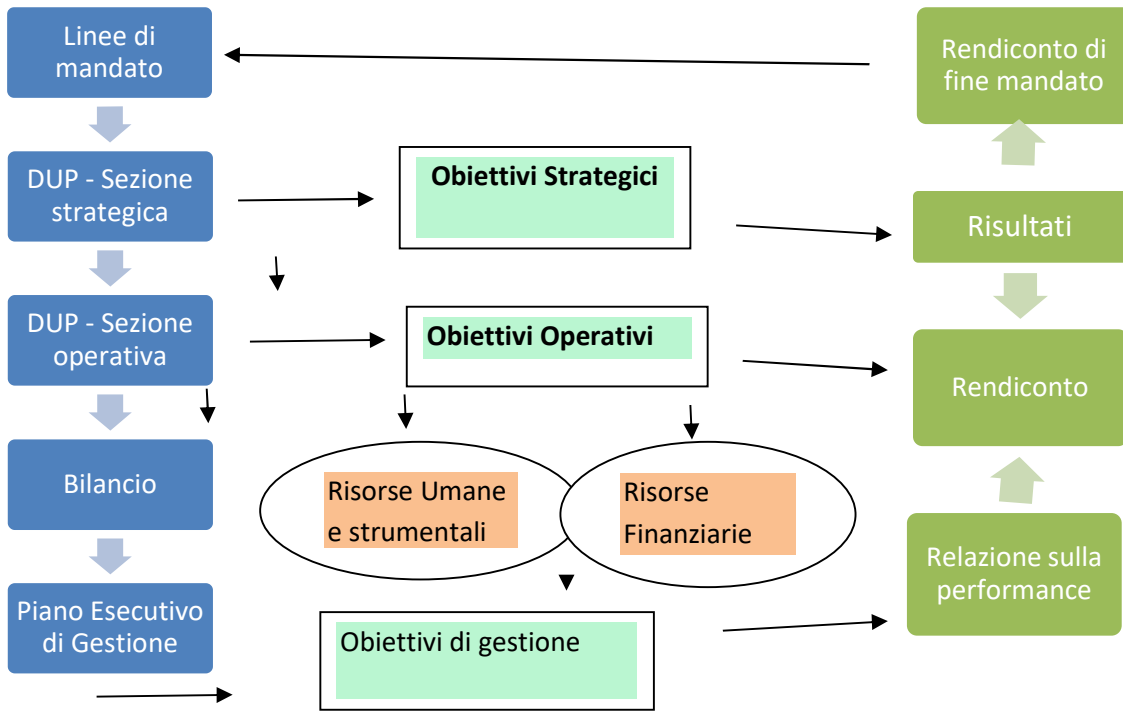 Linee di
mandato
DUP - Sezione
strategica
DUP - Sezione
operativa
Bilancio
Piano Esecutivo
di Gestione
Obiettivi Strategici
Obiettivi Operativi
Risorse Umane
e strumentali
Risorse
Finanziarie
Obiettivi di gestione
Rendiconto di
fine mandato
Risultati
Rendiconto
Relazione sulla
performance